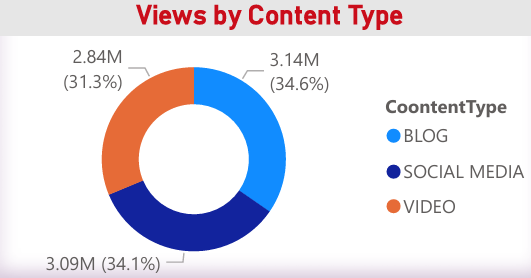 Views by Content Type
2.84M
(31.3%)
3.14M
(34.6%)
3.09M (34.1%)
CoontentType
BLOG
SOCIAL MEDIA
VIDEO